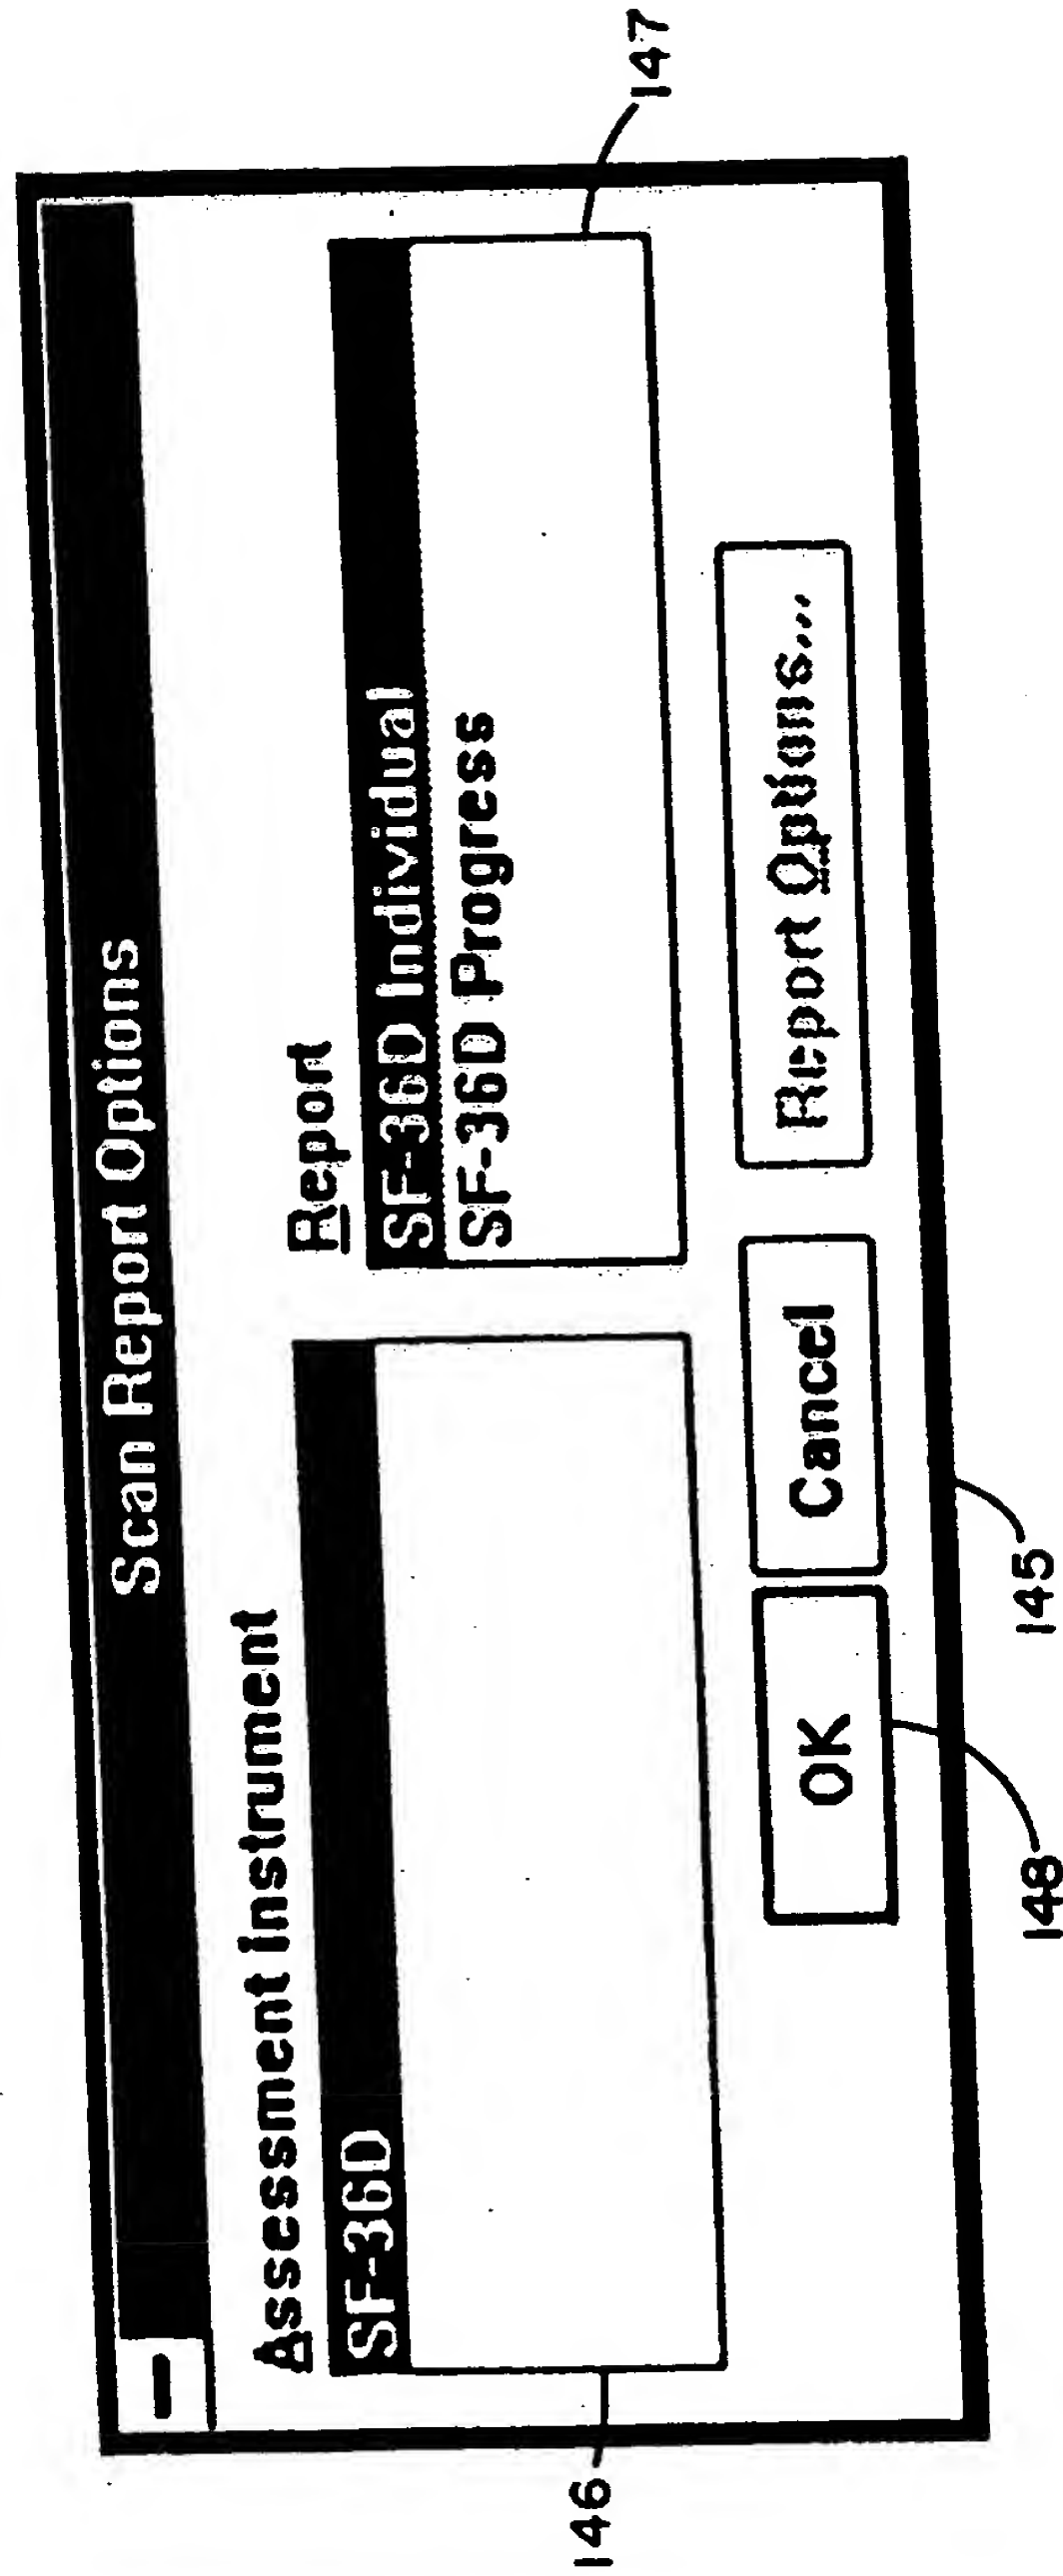 Scan Report Options
Assessment Instrument
Report
SF-36D
SF-36D Individual
SF-36D Progress
OK
Cancel
Report Options...
146
147
148
145